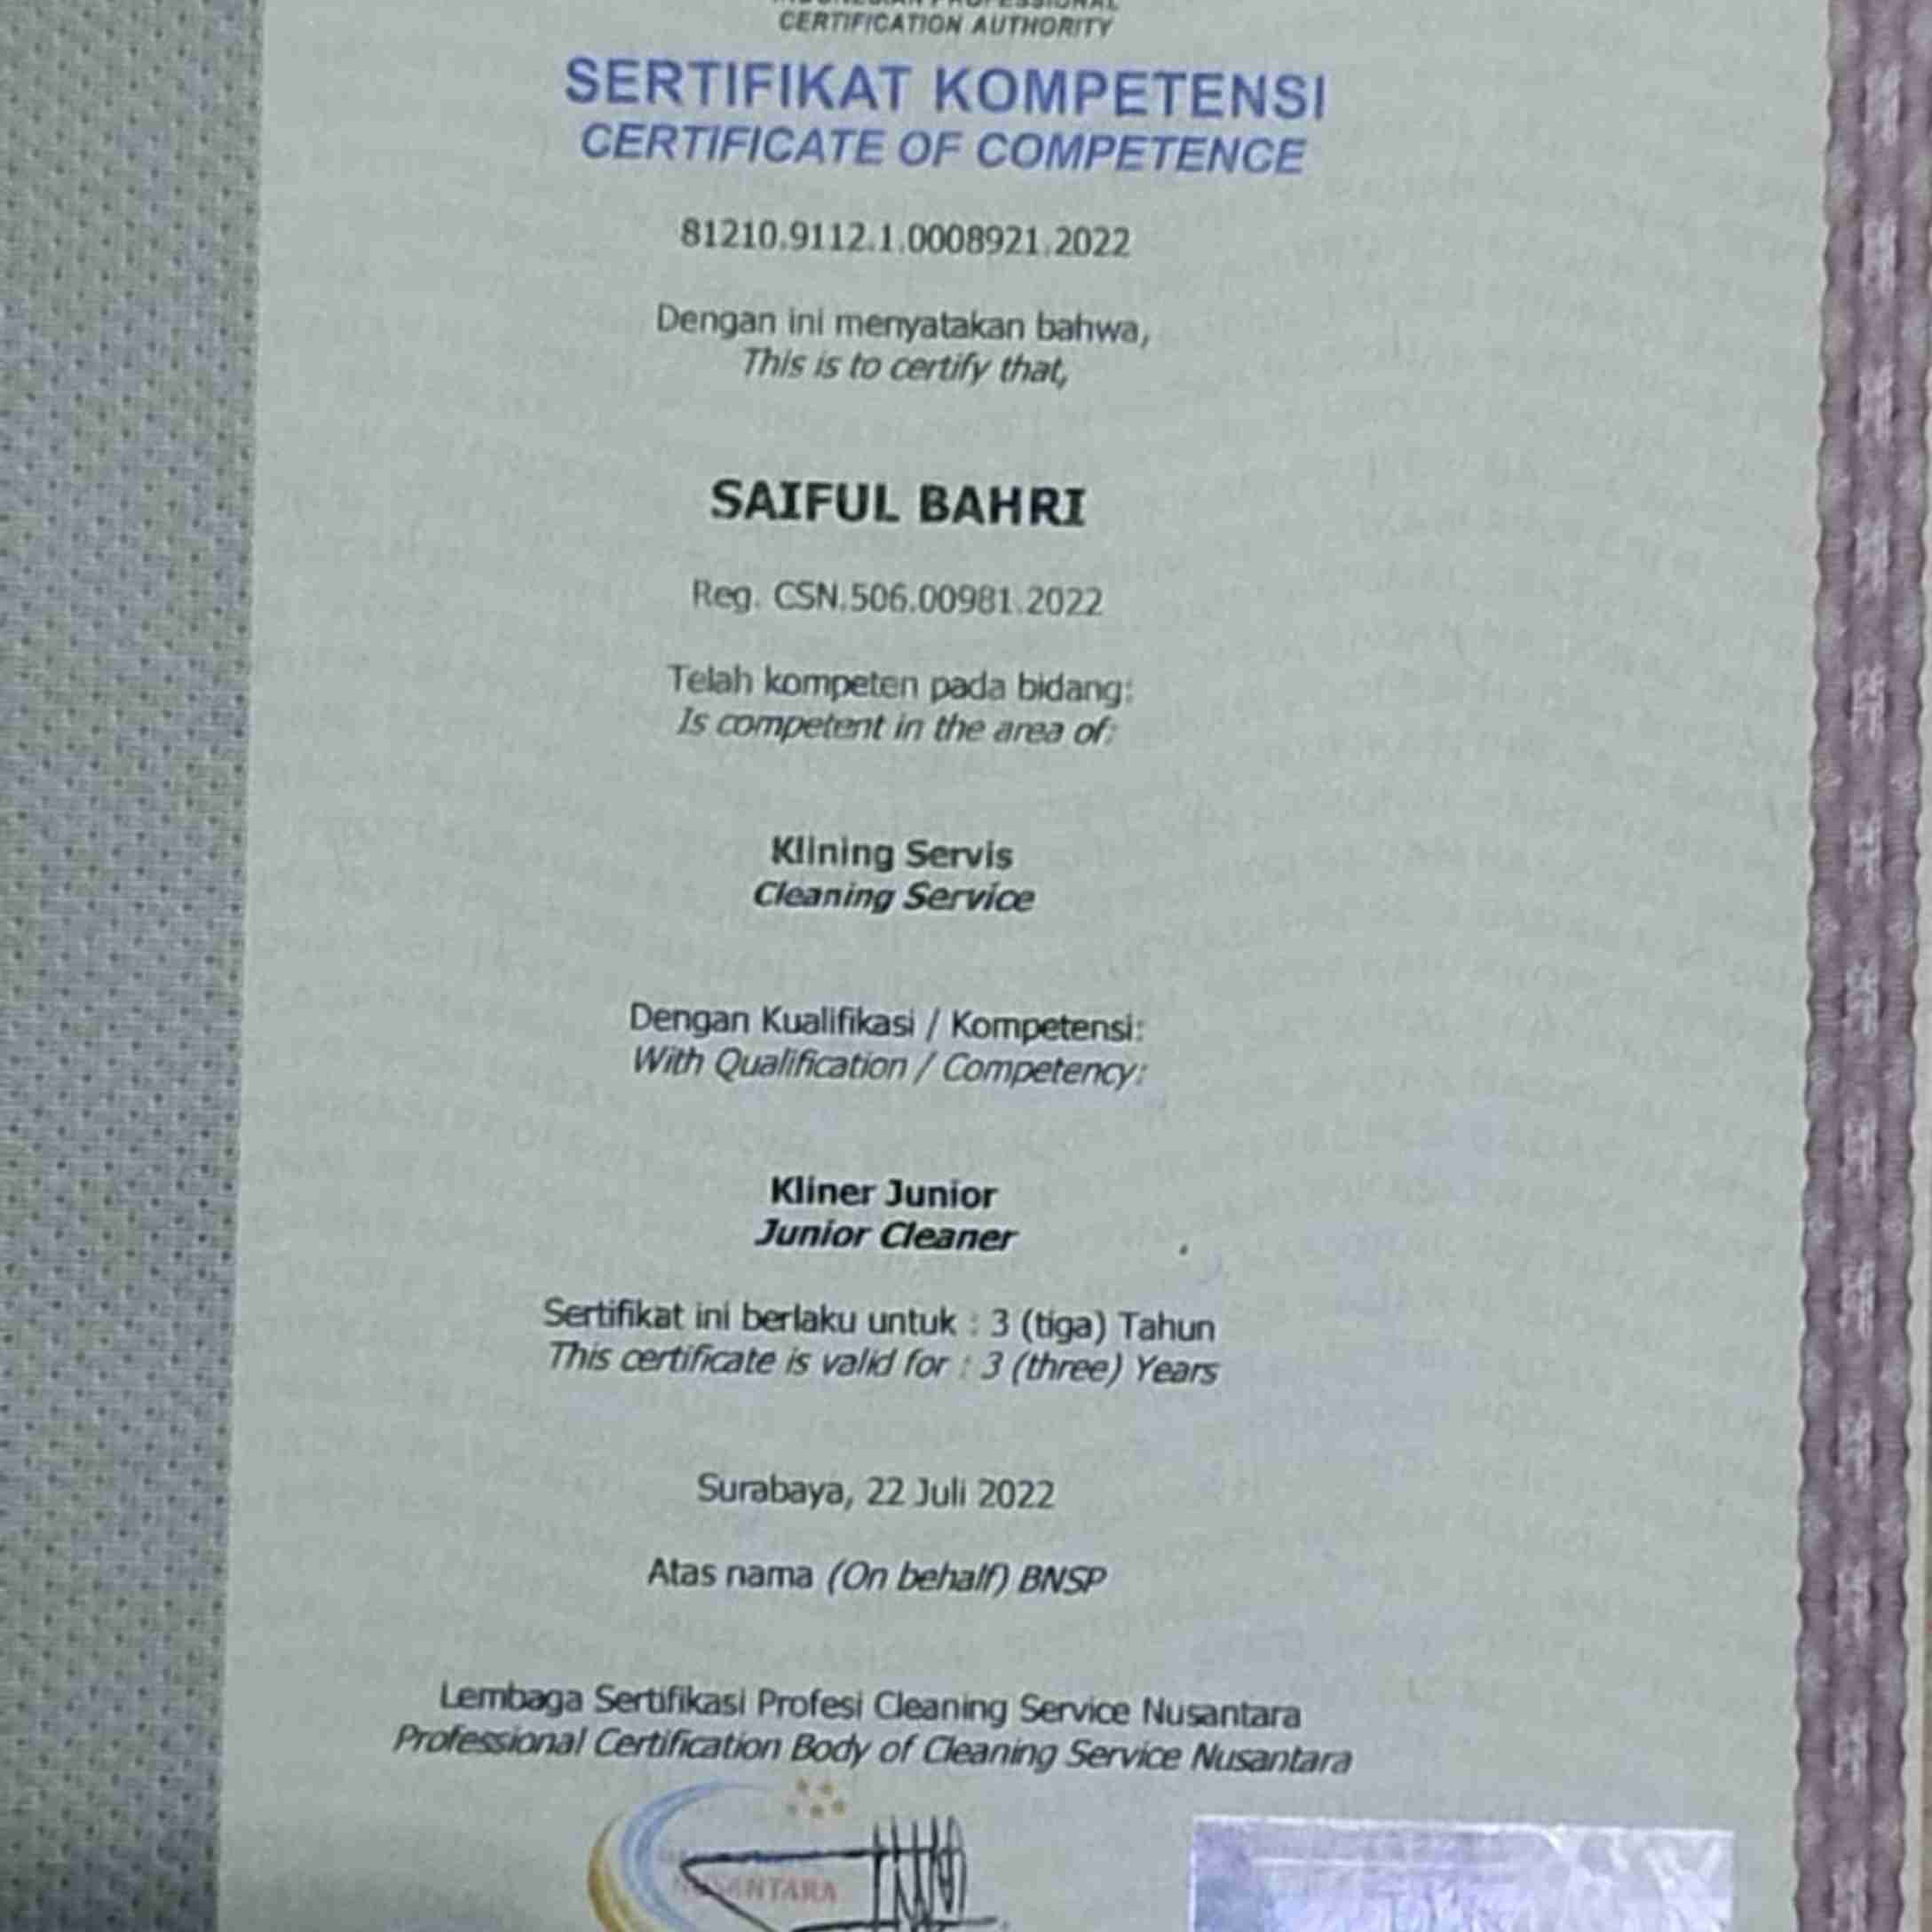 INDONESIAN PROFESSIONAL
CERTIFICATION AUTHORITY
SERTIFIKAT KOMPETENSI
CERTIFICATE OF COMPETENCE
81210.9112.1.0008921.2022
Dengan ini menyatakan bahwa,
This is to certify that,
SAIFUL BAHRI
Reg. CSN.506.00981.2022
Telah kompeten pada bidang:
Is competent in the area of:
Klining Servis
Cleaning Service
Dengan Kualifikasi / Kompetensi:
With Qualification / Competency:
Kliner Junior
Junior Cleaner
Sertifikat ini berlaku untuk : 3 (tiga) Tahun
This certificate is valid for : 3 (three) Years
Surabaya, 22 Juli 2022
Atas nama (On behalf) BNSP
Lembaga Sertifikasi Profesi Cleaning Service Nusantara
Professional Certification Body of Cleaning Service Nusantara
NUSANTARA